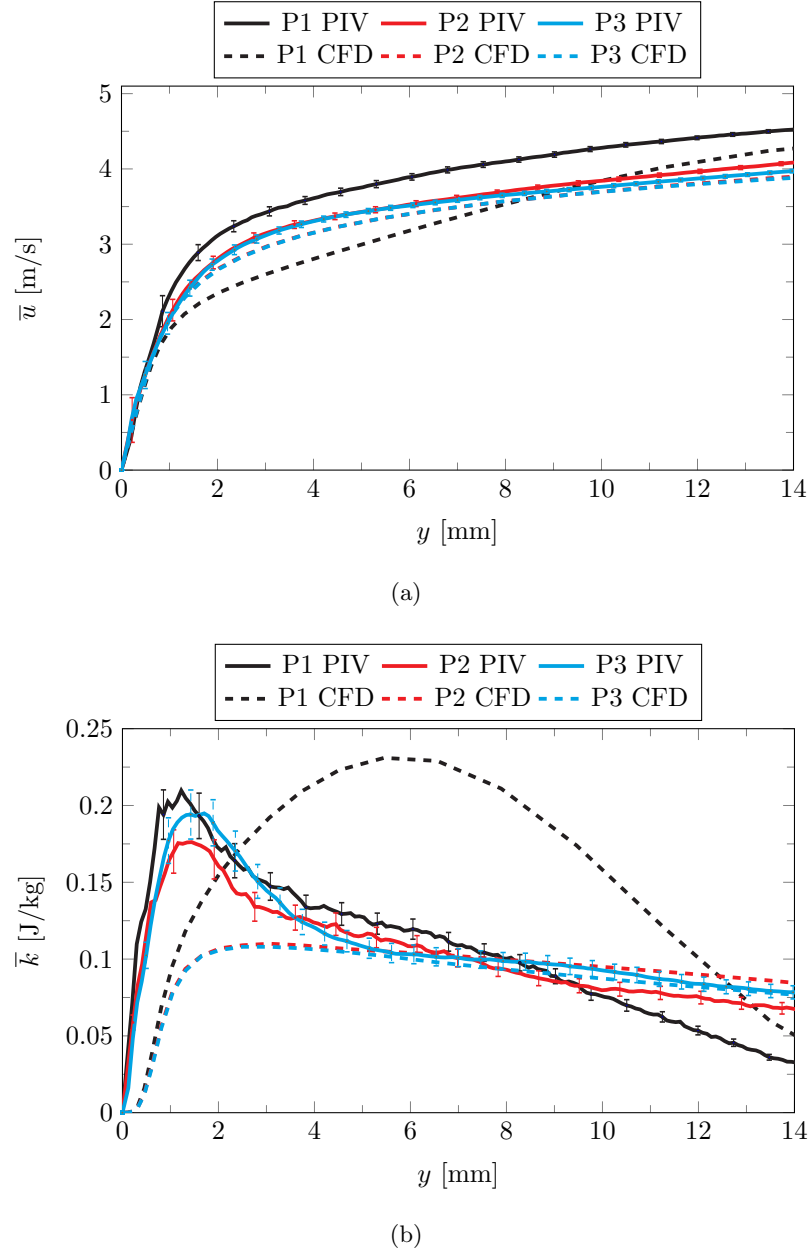 P1 PIV P2 PIV P3 PIV
P1 CFD P2 CFD P3 CFD
5
4
3
2
1
0
u̅ [m/s]
0 2 4 6 8 10 12 14
y [mm]
(a)
P1 PIV P2 PIV P3 PIV
P1 CFD P2 CFD P3 CFD
0.25
0.2
0.15
0.1
0.05
0
k̅ [J/kg]
0 2 4 6 8 10 12 14
y [mm]
(b)